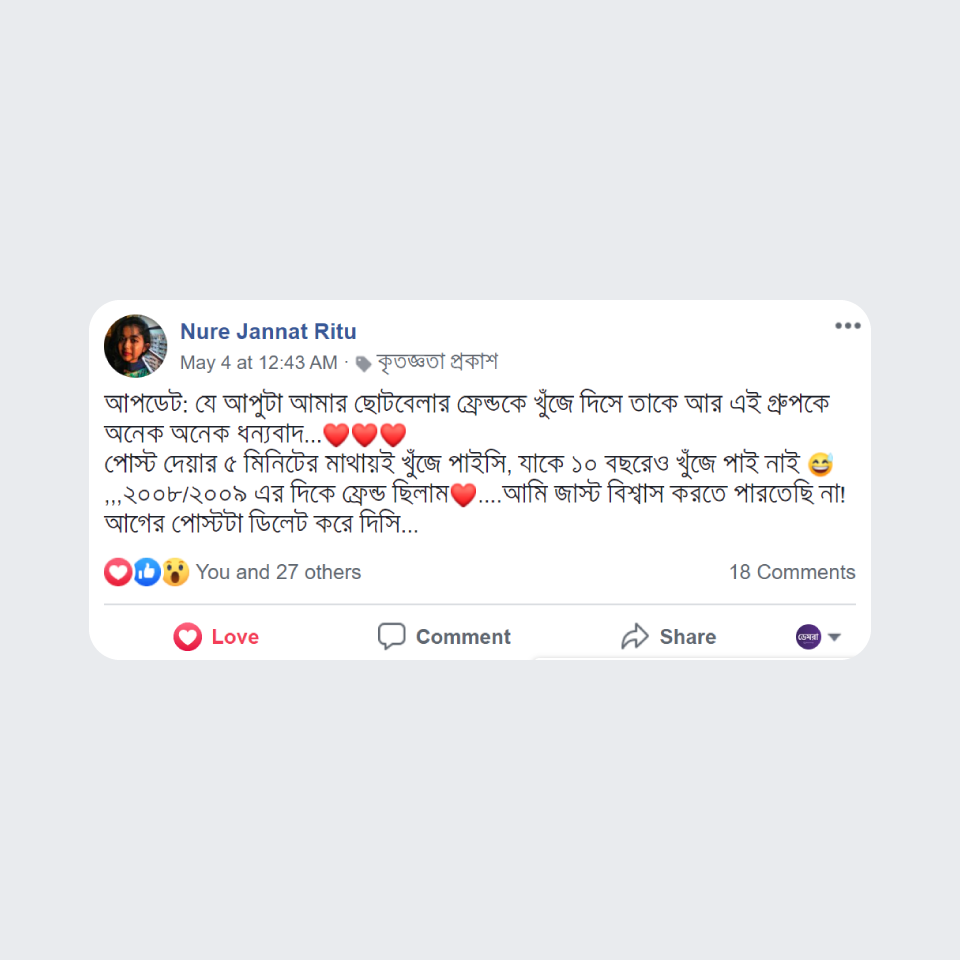 Nure Jannat Ritu
May 4 at 12:43 AM · কৃতজ্ঞতা প্রকাশ
আপডেট: যে আপুটা আমার ছোটবেলার ফ্রেন্ডকে খুঁজে দিসে তাকে আর এই গ্রুপকে
অনেক অনেক ধন্যবাদ...❤️❤️❤️
পোস্ট দেয়ার ৫ মিনিটের মাথায়ই খুঁজে পাইসি, যাকে ১০ বছরেও খুঁজে পাই নাই 😅
,,,২০০৮/২০০৯ এর দিকে ফ্রেন্ড ছিলাম❤️....আমি জাস্ট বিশ্বাস করতে পারতেছি না!
আগের পোস্টটা ডিলেট করে দিসি...
You and 27 others
18 Comments
Love
Comment
Share
ডেমরা